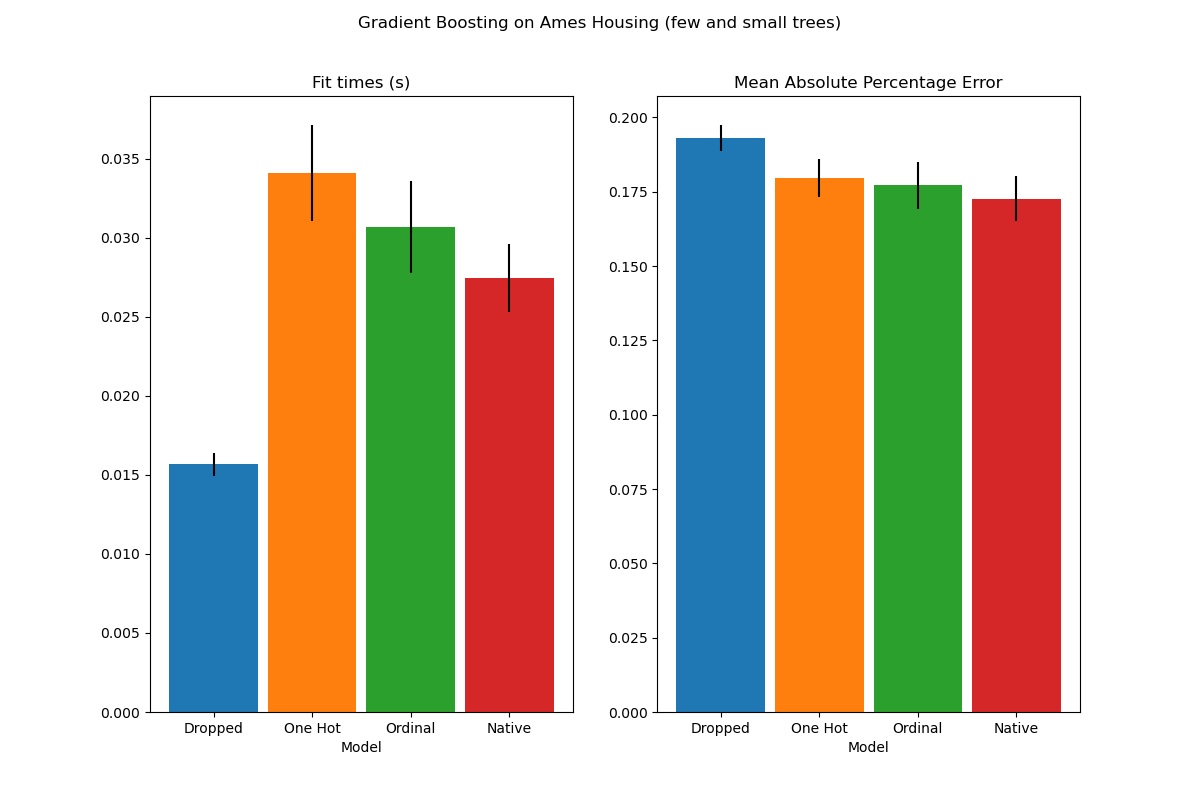 Gradient Boosting on Ames Housing (few and small trees)
Fit times (s)
0.035
0.030
0.025
0.020
0.015
0.010
0.005
0.000
Dropped One Hot Ordinal Native
Model
Mean Absolute Percentage Error
0.200
0.175
0.150
0.125
0.100
0.075
0.050
0.025
0.000
Dropped One Hot Ordinal Native
Model